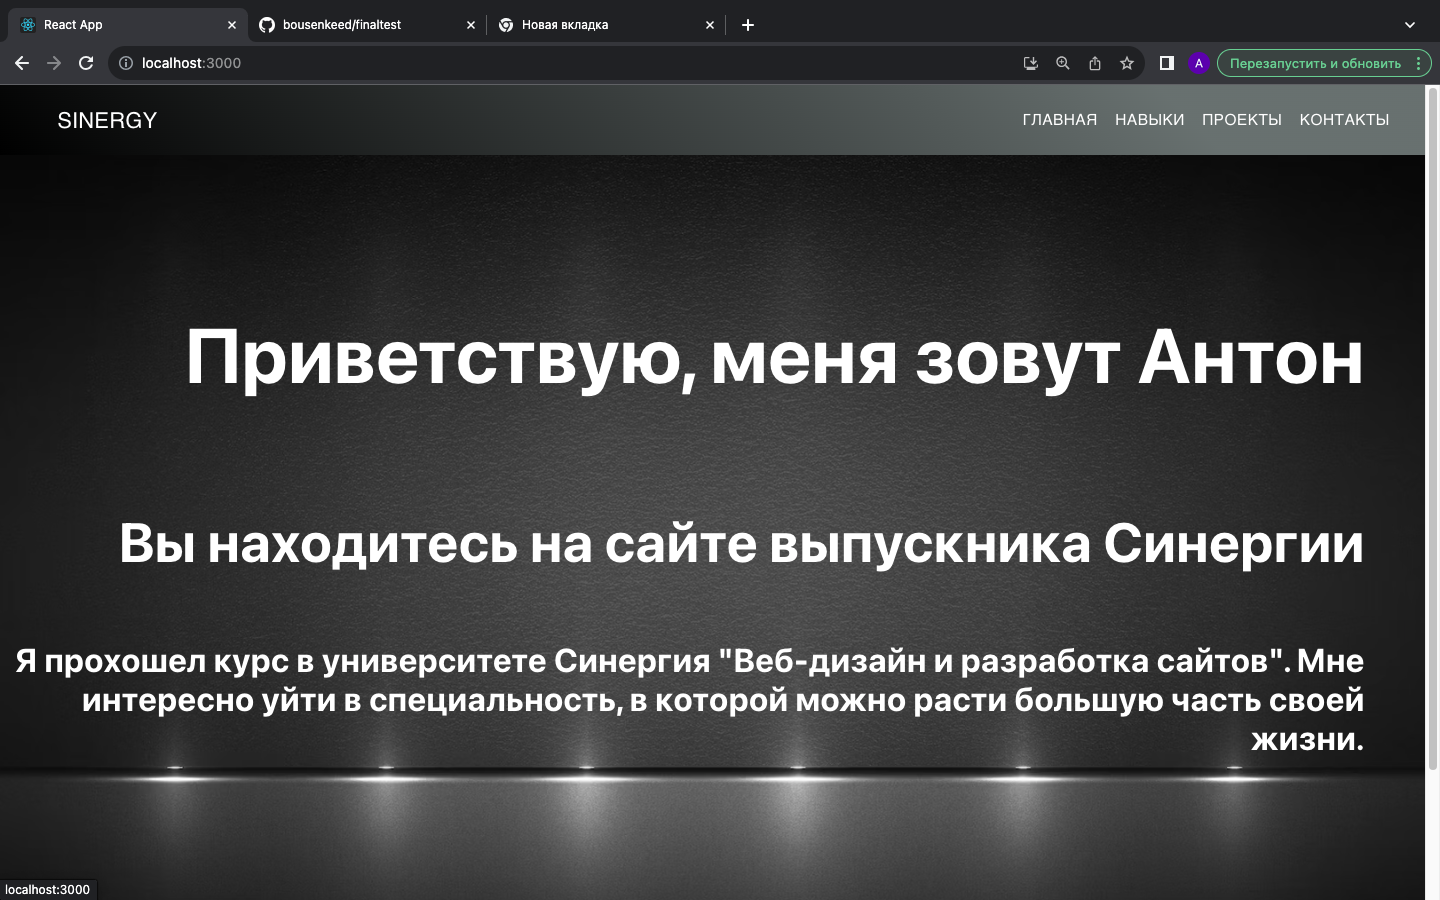 React App
bousenkeed/finaltest
Новая вкладка
localhost:3000
A
Перезапустить и обновить
SINERGY
ГЛАВНАЯ НАВЫКИ ПРОЕКТЫ КОНТАКТЫ
Приветствую, меня зовут Антон
Вы находитесь на сайте выпускника Синергии
Я прохошел курс в университете Синергия "Веб-дизайн и разработка сайтов". Мне
интересно уйти в специальность, в которой можно расти большую часть своей
жизни.
localhost:3000